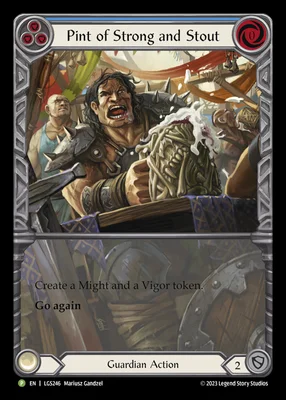 Pint of Strong and Stout
Create a Might and a Vigor token.
Go again
Guardian Action
2
P EN | LGS246 Mariusz Gandzel
© 2023 Legend Story Studios